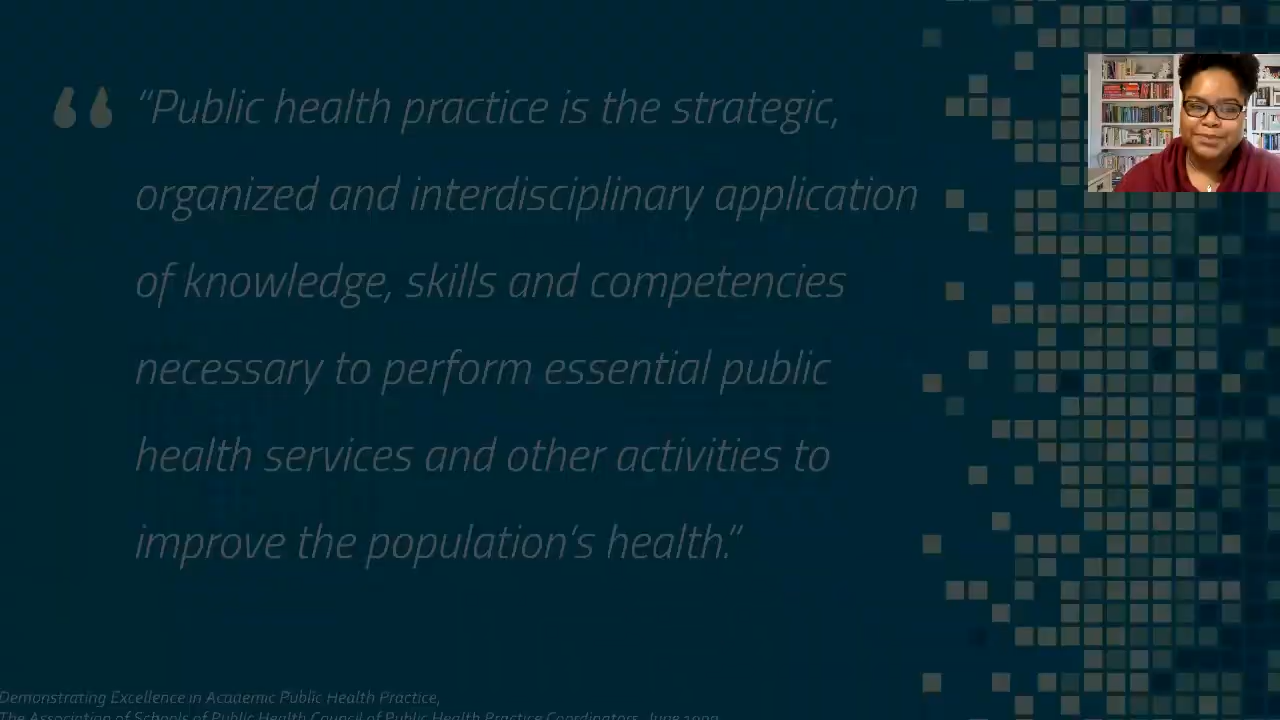 “Public health practice is the strategic,
organized and interdisciplinary application
of knowledge, skills and competencies
necessary to perform essential public
health services and other activities to
improve the population’s health.”
Demonstrating Excellence in Academic Public Health Practice,
The Association of Schools of Public Health Council of Public Health Practice Coordinators, June